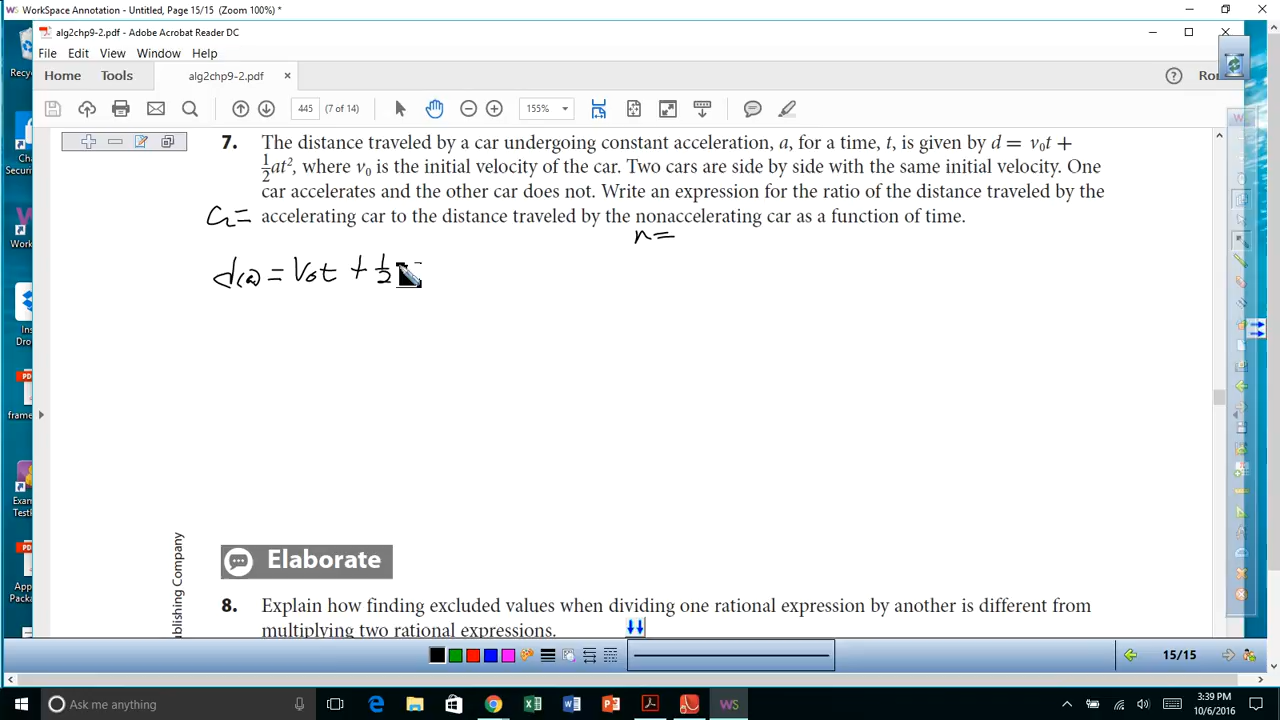 WorkSpace Annotation - Untitled, Page 15/15 (Zoom 100%) *
alg2chp9-2.pdf - Adobe Acrobat Reader DC
File Edit View Window Help
Home Tools alg2chp9-2.pdf ×
445 (7 of 14) 155%
7. The distance traveled by a car undergoing constant acceleration, a, for a time, t, is given by d = v₀t +
½at², where v₀ is the initial velocity of the car. Two cars are side by side with the same initial velocity. One
car accelerates and the other car does not. Write an expression for the ratio of the distance traveled by the
accelerating car to the distance traveled by the nonaccelerating car as a function of time.
a =
n =
d(a) = V₀t + ½
ublishing Company
Elaborate
8. Explain how finding excluded values when dividing one rational expression by another is different from
multiplying two rational expressions.
15/15
Ask me anything
3:39 PM
10/6/2016